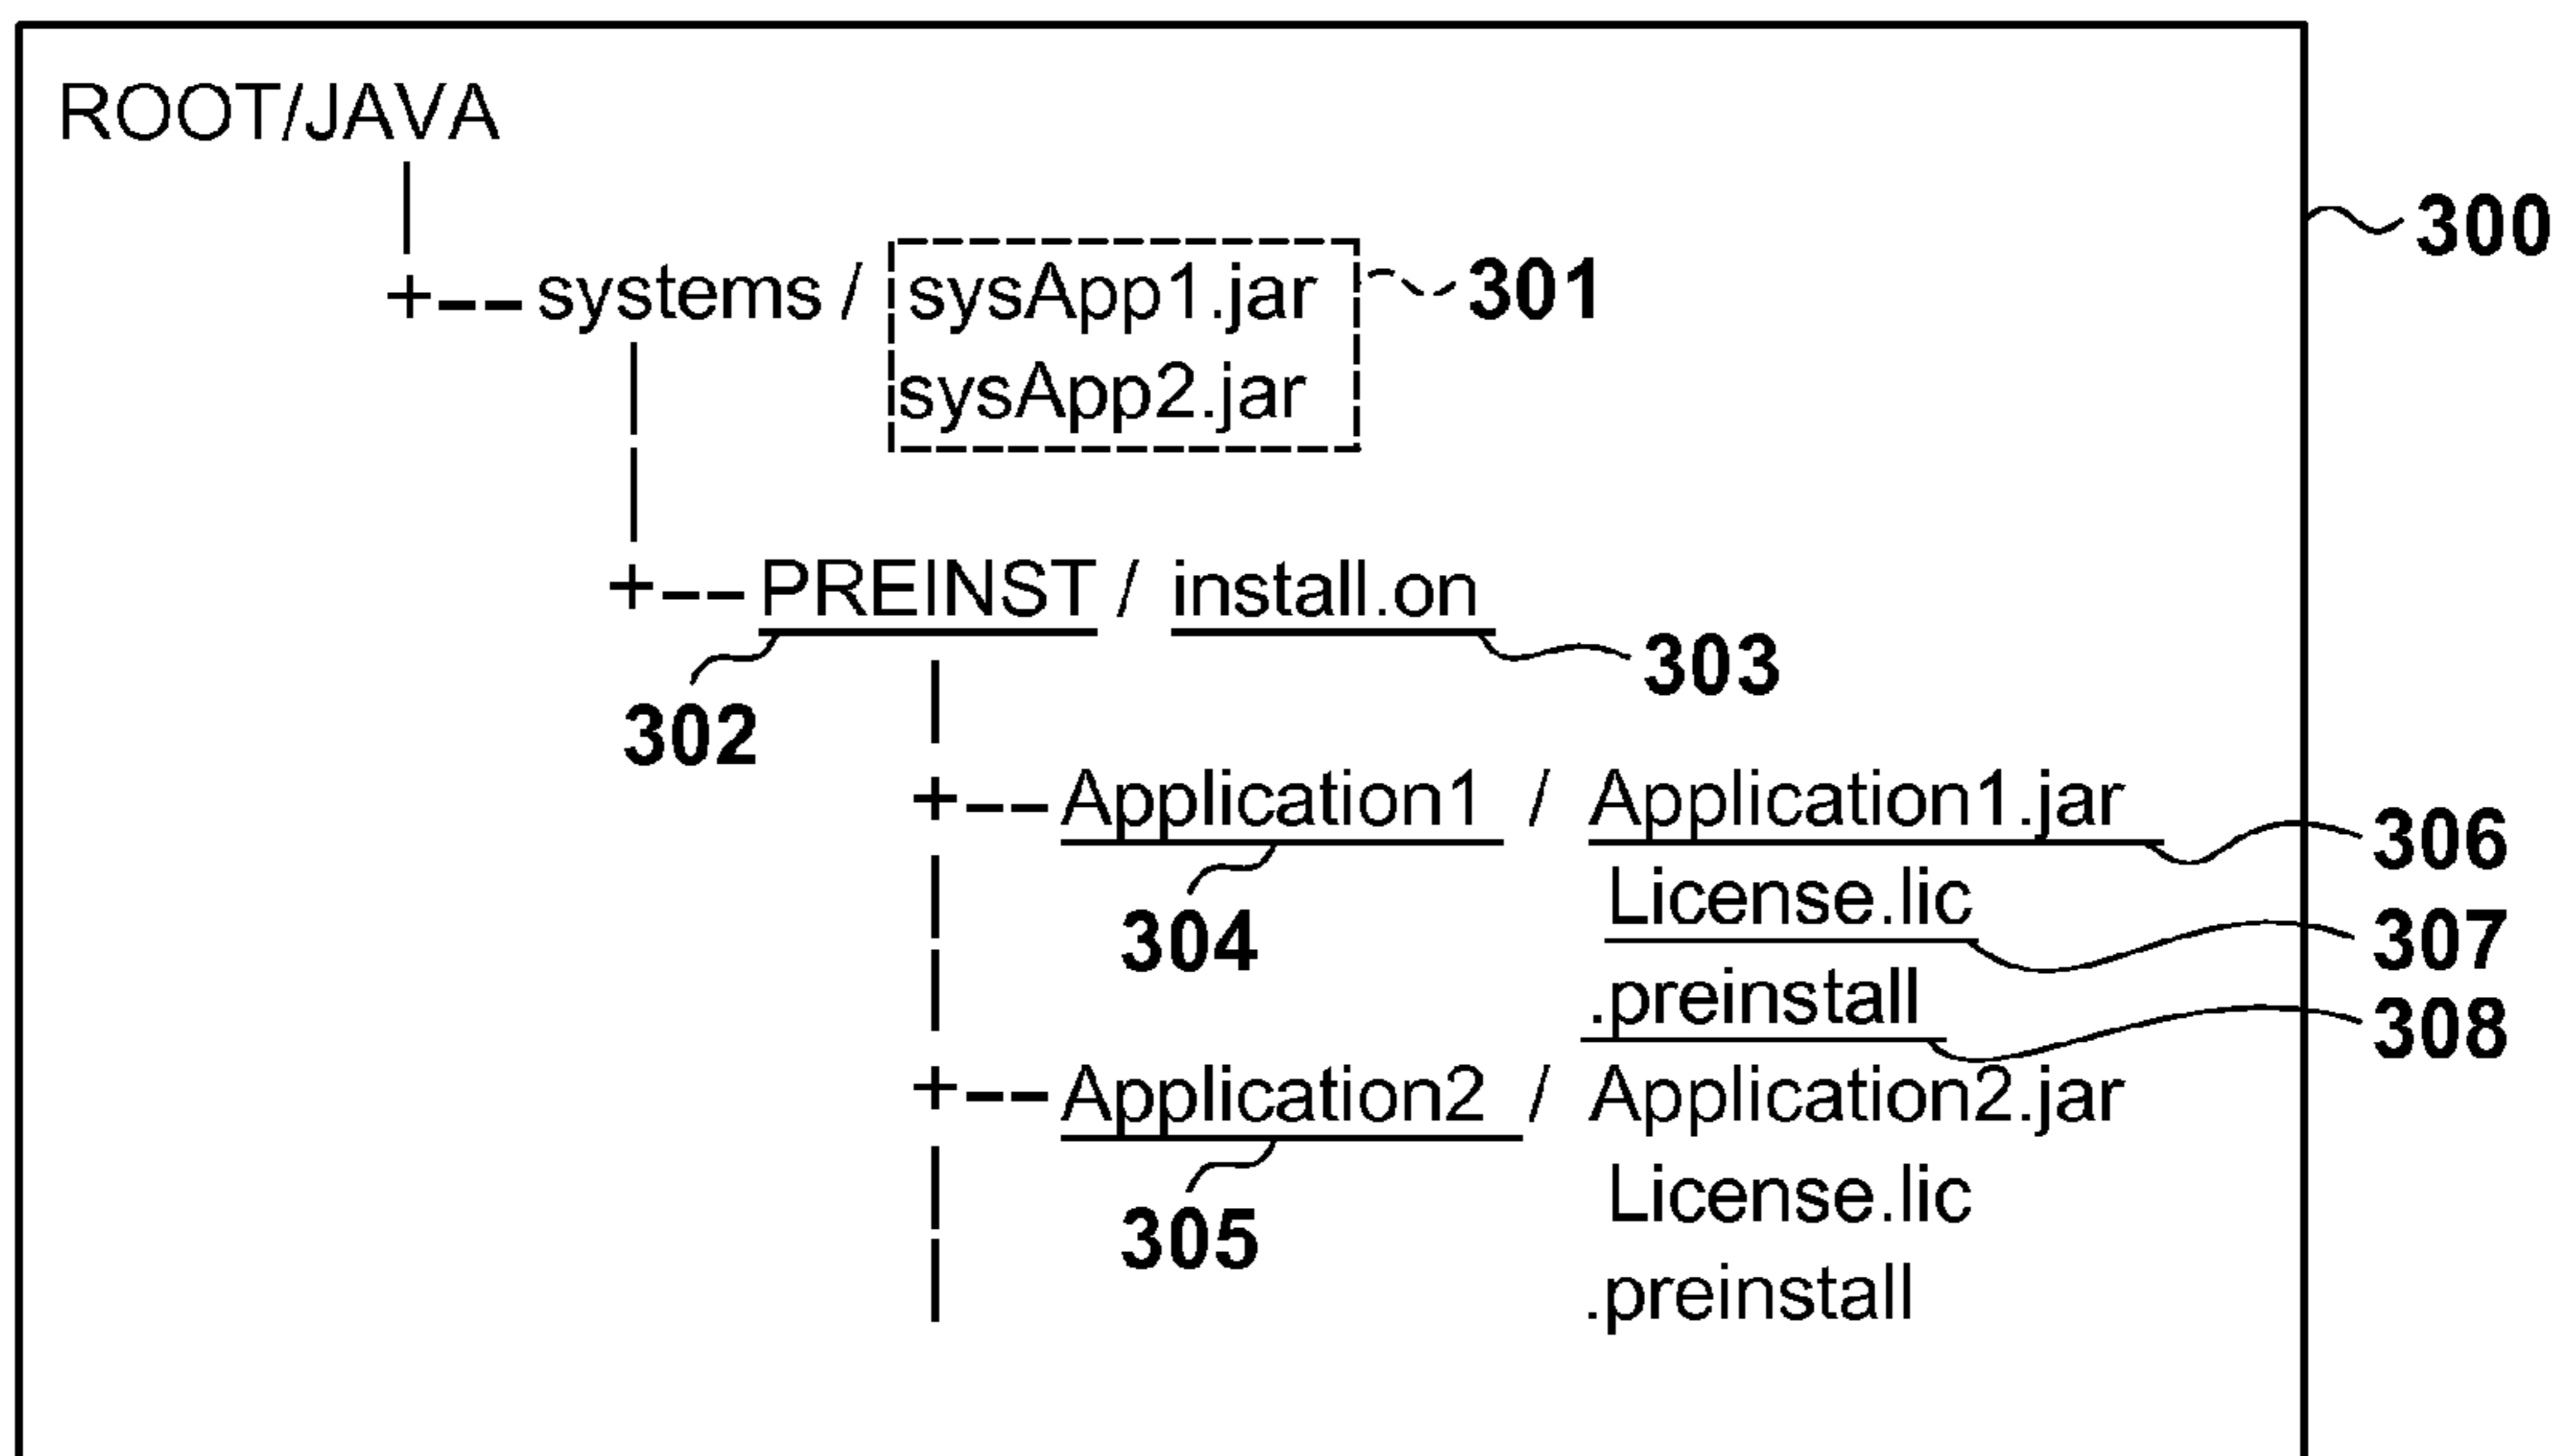 ROOT/JAVA
300
+-- systems / sysApp1.jar 301
sysApp2.jar
+-- PREINST / install.on
303
302
+-- Application1 / Application1.jar
306
License.lic
304
307
.preinstall
308
+-- Application2 / Application2.jar
License.lic
305
.preinstall